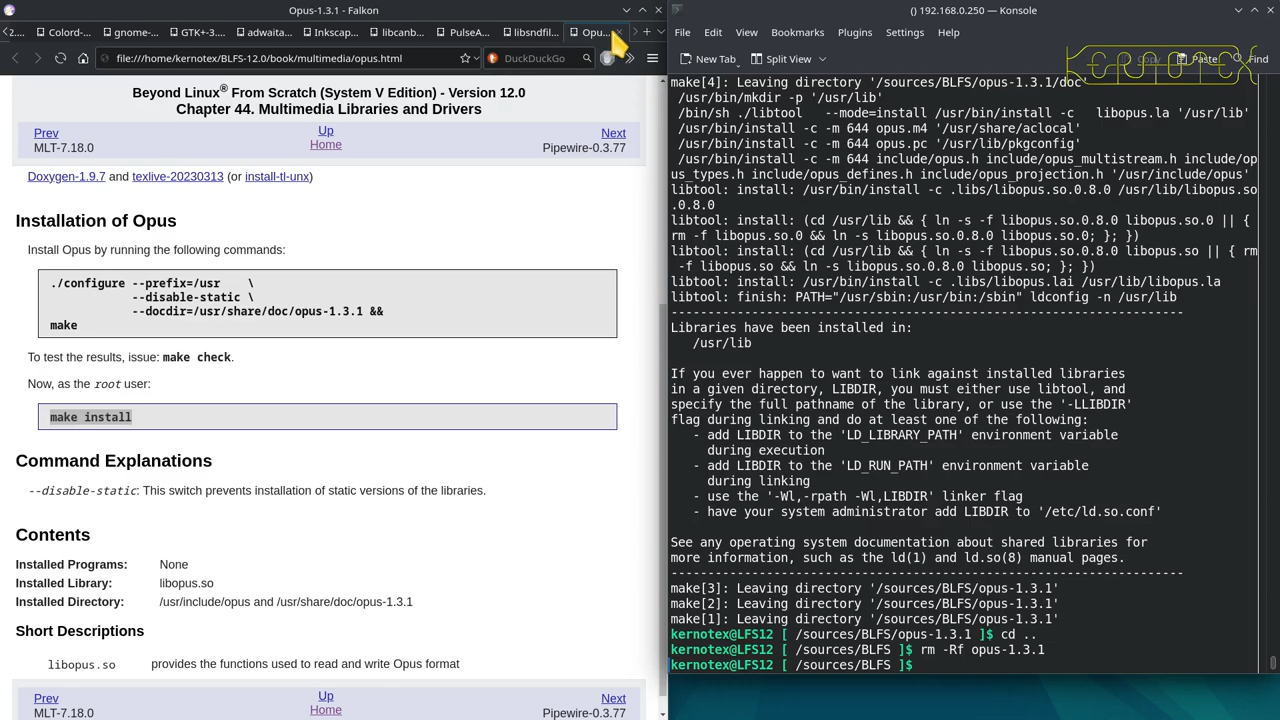 Opus-1.3.1 — Falkon
2.... Colord-... gnome-... GTK+-3.... adwaita... Inkscap... libcanb... PulseA... libsndfil... Opu...
file:///home/kernotex/BLFS-12.0/book/multimedia/opus.html
DuckDuckGo
Beyond Linux® From Scratch (System V Edition) - Version 12.0
Chapter 44. Multimedia Libraries and Drivers
Prev Up Next
MLT-7.18.0 Home Pipewire-0.3.77
Doxygen-1.9.7 and texlive-20230313 (or install-tl-unx)
Installation of Opus
Install Opus by running the following commands:
./configure --prefix=/usr \
--disable-static \
--docdir=/usr/share/doc/opus-1.3.1 &&
make
To test the results, issue: make check.
Now, as the root user:
make install
Command Explanations
--disable-static: This switch prevents installation of static versions of the libraries.
Contents
Installed Programs: None
Installed Library: libopus.so
Installed Directory: /usr/include/opus and /usr/share/doc/opus-1.3.1
Short Descriptions
libopus.so provides the functions used to read and write Opus format
Prev Up Next
MLT-7.18.0 Home Pipewire-0.3.77
() 192.168.0.250 — Konsole
File Edit View Bookmarks Plugins Settings Help
New Tab Split View Copy Paste Find
KERNOTEX
make[4]: Leaving directory '/sources/BLFS/opus-1.3.1/doc'
/usr/bin/mkdir -p '/usr/lib'
/bin/sh ./libtool --mode=install /usr/bin/install -c libopus.la '/usr/lib'
/usr/bin/install -c -m 644 opus.m4 '/usr/share/aclocal'
/usr/bin/install -c -m 644 opus.pc '/usr/lib/pkgconfig'
/usr/bin/install -c -m 644 include/opus.h include/opus_multistream.h include/op
us_types.h include/opus_defines.h include/opus_projection.h '/usr/include/opus'
libtool: install: /usr/bin/install -c .libs/libopus.so.0.8.0 /usr/lib/libopus.so
.0.8.0
libtool: install: (cd /usr/lib && { ln -s -f libopus.so.0.8.0 libopus.so.0 || {
rm -f libopus.so.0 && ln -s libopus.so.0.8.0 libopus.so.0; }; })
libtool: install: (cd /usr/lib && { ln -s -f libopus.so.0.8.0 libopus.so || { rm
-f libopus.so && ln -s libopus.so.0.8.0 libopus.so; }; })
libtool: install: /usr/bin/install -c .libs/libopus.lai /usr/lib/libopus.la
libtool: finish: PATH="/usr/sbin:/usr/bin:/sbin" ldconfig -n /usr/lib
----------------------------------------------------------------------
Libraries have been installed in:
/usr/lib
If you ever happen to want to link against installed libraries
in a given directory, LIBDIR, you must either use libtool, and
specify the full pathname of the library, or use the '-LLIBDIR'
flag during linking and do at least one of the following:
- add LIBDIR to the 'LD_LIBRARY_PATH' environment variable
during execution
- add LIBDIR to the 'LD_RUN_PATH' environment variable
during linking
- use the '-Wl,-rpath -Wl,LIBDIR' linker flag
- have your system administrator add LIBDIR to '/etc/ld.so.conf'
See any operating system documentation about shared libraries for
more information, such as the ld(1) and ld.so(8) manual pages.
----------------------------------------------------------------------
make[3]: Leaving directory '/sources/BLFS/opus-1.3.1'
make[2]: Leaving directory '/sources/BLFS/opus-1.3.1'
make[1]: Leaving directory '/sources/BLFS/opus-1.3.1'
kernotex@LFS12 [ /sources/BLFS/opus-1.3.1 ]$ cd ..
kernotex@LFS12 [ /sources/BLFS ]$ rm -Rf opus-1.3.1
kernotex@LFS12 [ /sources/BLFS ]$